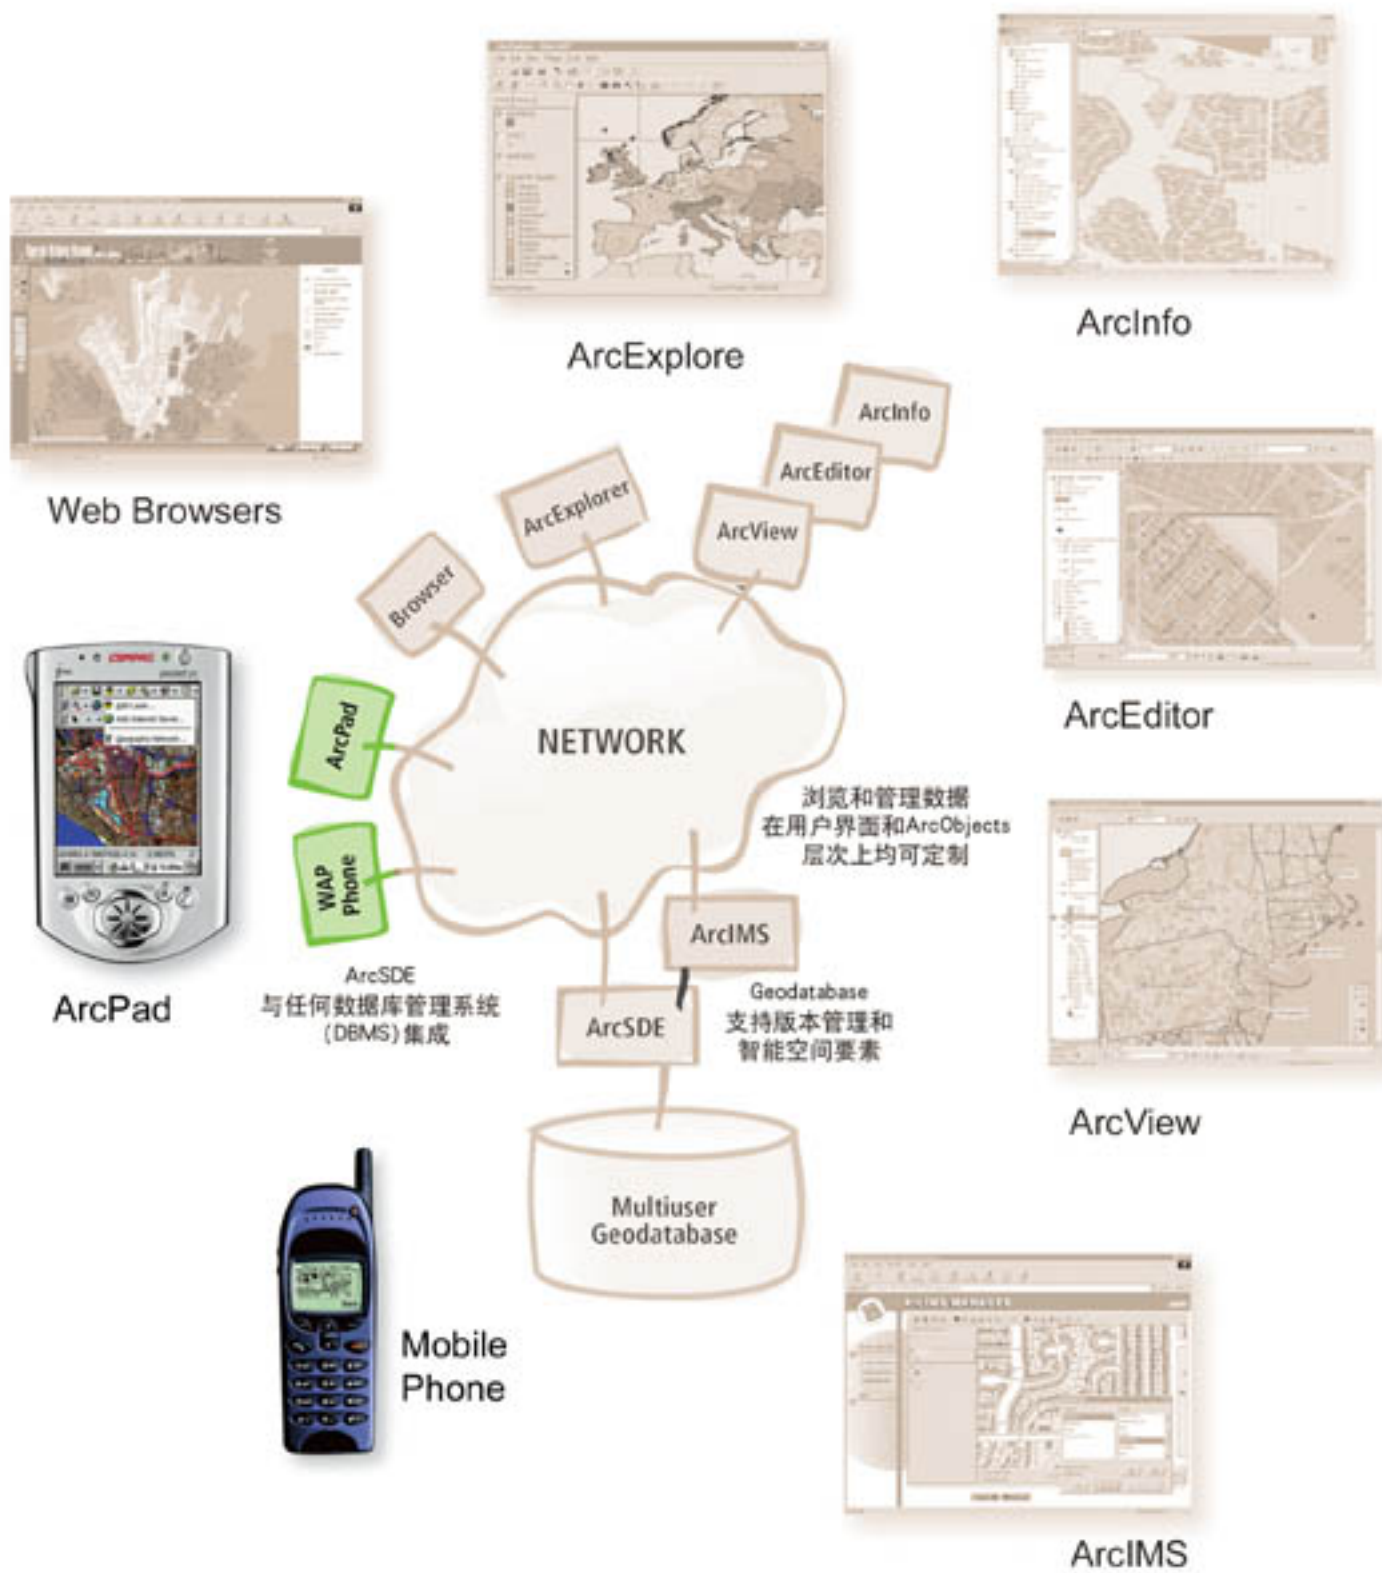 ArcExplore
ArcInfo
Web Browsers
ArcInfo
ArcEditor
ArcView
ArcExplorer
Browser
ArcPad
WAP
Phone
NETWORK
ArcEditor
浏览和管理数据
在用户界面和ArcObjects
层次上均可定制
ArcPad
ArcIMS
ArcSDE
与任何数据库管理系统
(DBMS)集成
ArcSDE
Geodatabase
支持版本管理和
智能空间要素
ArcView
Multiuser
Geodatabase
Mobile
Phone
ArcIMS